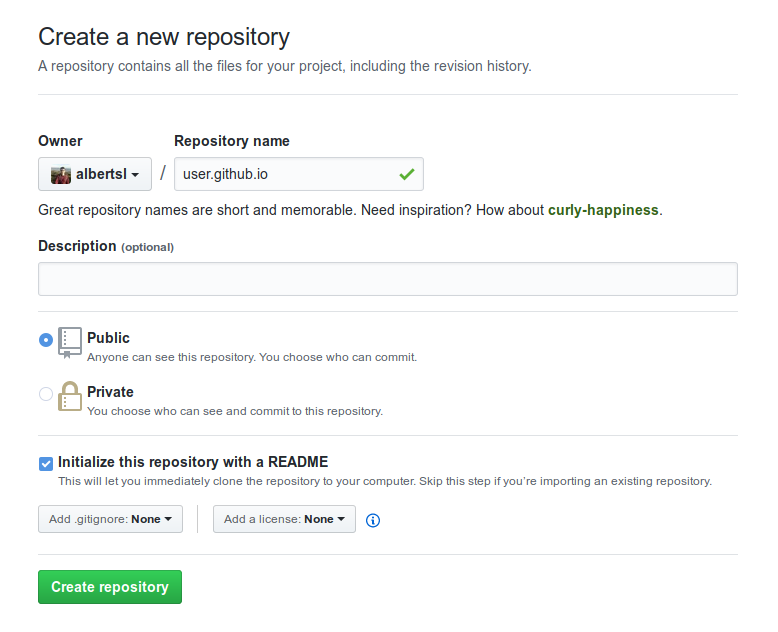 Create a new repository
A repository contains all the files for your project, including the revision history.
Owner
Repository name
albertsl / user.github.io
Great repository names are short and memorable. Need inspiration? How about curly-happiness.
Description (optional)
Public
Anyone can see this repository. You choose who can commit.
Private
You choose who can see and commit to this repository.
Initialize this repository with a README
This will let you immediately clone the repository to your computer. Skip this step if you’re importing an existing repository.
Add .gitignore: None
Add a license: None
Create repository